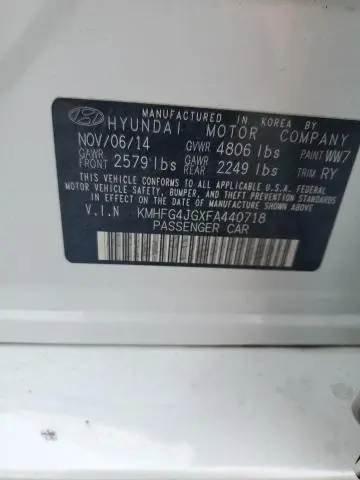 MANUFACTURED IN KOREA BY
HYUNDAI MOTOR COMPANY
NOV/06/14 GVWR 4806 lbs PAINT WW7
GAWR FRONT 2579 lbs GAWR REAR 2249 lbs TRIM RY
THIS VEHICLE CONFORMS TO ALL APPLICABLE U.S.A. FEDERAL
MOTOR VEHICLE SAFETY, BUMPER, AND THEFT PREVENTION
STANDARDS IN EFFECT ON THE DATE OF MANUFACTURE SHOWN ABOVE.
V.I.N KMHFG4JGXFA440718
PASSENGER CAR